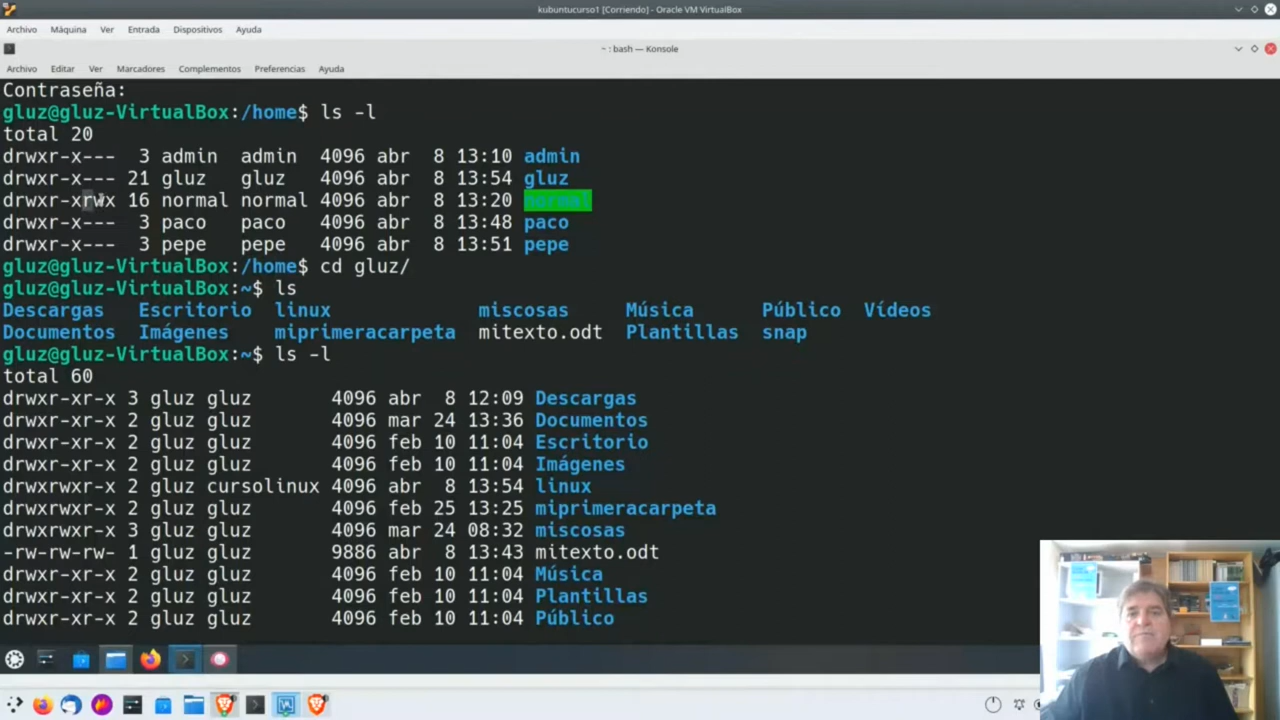 kubuntucurso1 [Corriendo] - Oracle VM VirtualBox
Archivo Máquina Ver Entrada Dispositivos Ayuda
~ : bash — Konsole
Archivo Editar Ver Marcadores Complementos Preferencias Ayuda
Contraseña:
gluz@gluz-VirtualBox:/home$ ls -l
total 20
drwxr-x--- 3 admin admin 4096 abr 8 13:10 admin
drwxr-x--- 21 gluz gluz 4096 abr 8 13:54 gluz
drwxr-xrwx 16 normal normal 4096 abr 8 13:20 normal
drwxr-x--- 3 paco paco 4096 abr 8 13:48 paco
drwxr-x--- 3 pepe pepe 4096 abr 8 13:51 pepe
gluz@gluz-VirtualBox:/home$ cd gluz/
gluz@gluz-VirtualBox:~$ ls
Descargas Escritorio linux miscosas Música Público Vídeos
Documentos Imágenes miprimeracarpeta mitexto.odt Plantillas snap
gluz@gluz-VirtualBox:~$ ls -l
total 60
drwxr-xr-x 3 gluz gluz 4096 abr 8 12:09 Descargas
drwxr-xr-x 2 gluz gluz 4096 mar 24 13:36 Documentos
drwxr-xr-x 2 gluz gluz 4096 feb 10 11:04 Escritorio
drwxr-xr-x 2 gluz gluz 4096 feb 10 11:04 Imágenes
drwxrwxr-x 2 gluz cursolinux 4096 abr 8 13:54 linux
drwxrwxr-x 2 gluz gluz 4096 feb 25 13:25 miprimeracarpeta
drwxrwxr-x 3 gluz gluz 4096 mar 24 08:32 miscosas
-rw-rw-rw- 1 gluz gluz 9886 abr 8 13:43 mitexto.odt
drwxr-xr-x 2 gluz gluz 4096 feb 10 11:04 Música
drwxr-xr-x 2 gluz gluz 4096 feb 10 11:04 Plantillas
drwxr-xr-x 2 gluz gluz 4096 feb 10 11:04 Público